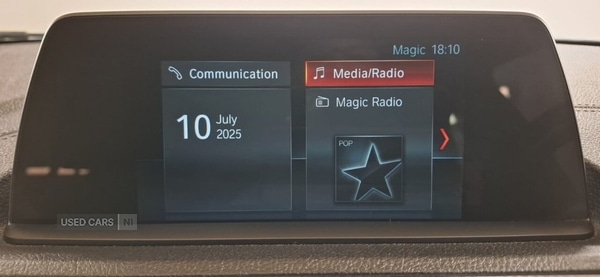 Magic 18:10
Communication
Media/Radio
10 July
2025
Magic Radio
POP
USED CARS NI